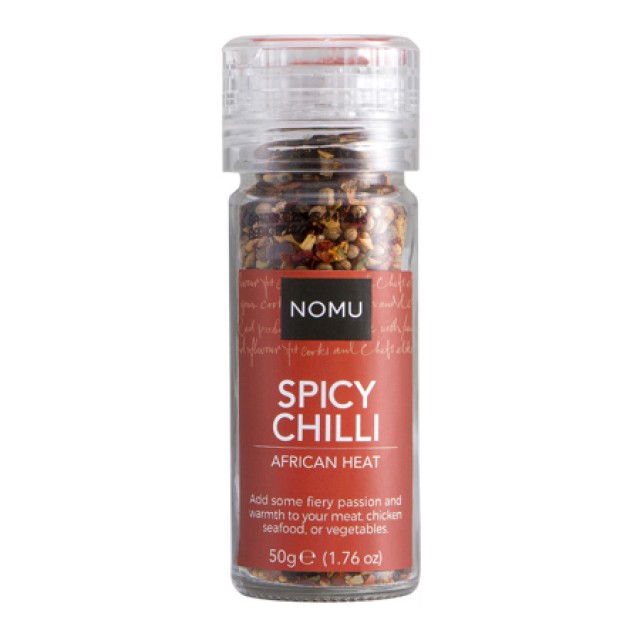 NOMU
SPICY
CHILLI
AFRICAN HEAT
Add some fiery passion and
warmth to your meat, chicken
seafood, or vegetables.
50g℮ (1.76 oz)